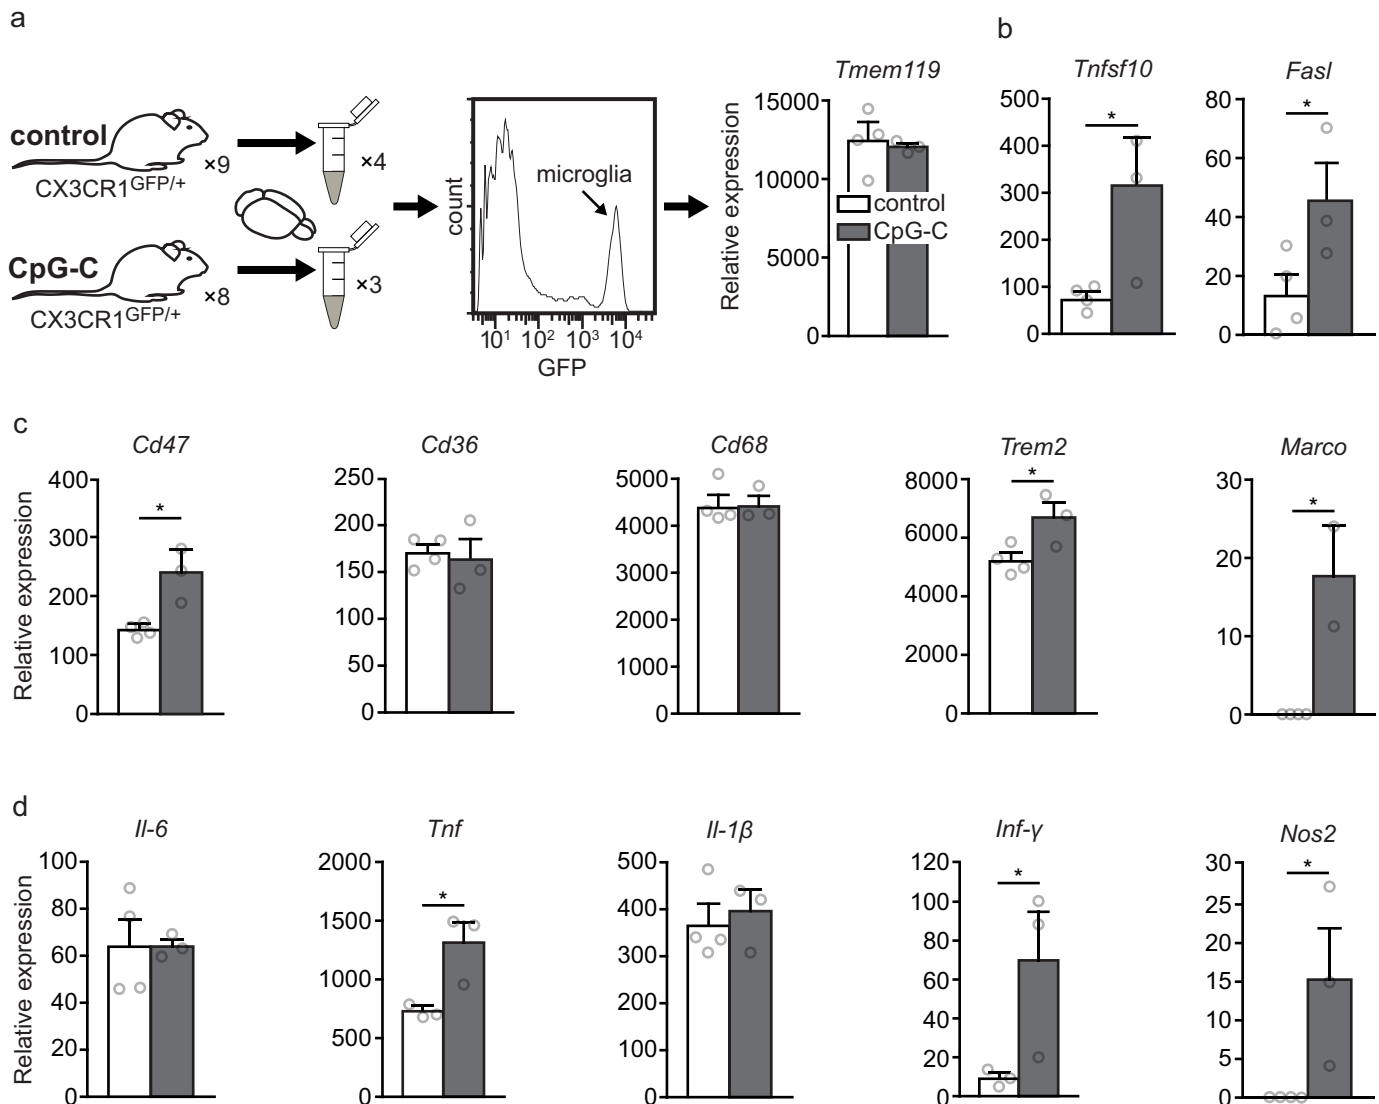 a
control
×9
CX3CR1GFP/+
×4
CpG-C
×8
CX3CR1GFP/+
×3
count
microglia
10¹ 10² 10³ 10⁴
GFP
Tmem119
Relative expression
15000
10000
5000
0
control
CpG-C
b
Tnfsf10
500
400
300
200
100
0
*
Fasl
80
60
40
20
0
*
c
Relative expression
Cd47
400
300
200
100
0
*
Cd36
250
200
150
100
50
0
Cd68
5000
4000
3000
2000
1000
0
Trem2
8000
6000
4000
2000
0
*
Marco
30
20
10
0
*
d
Relative expression
Il-6
100
80
60
40
20
0
Tnf
2000
1500
1000
500
0
*
Il-1β
500
400
300
200
100
0
Inf-γ
120
100
80
60
40
20
0
*
Nos2
30
25
20
15
10
5
0
*